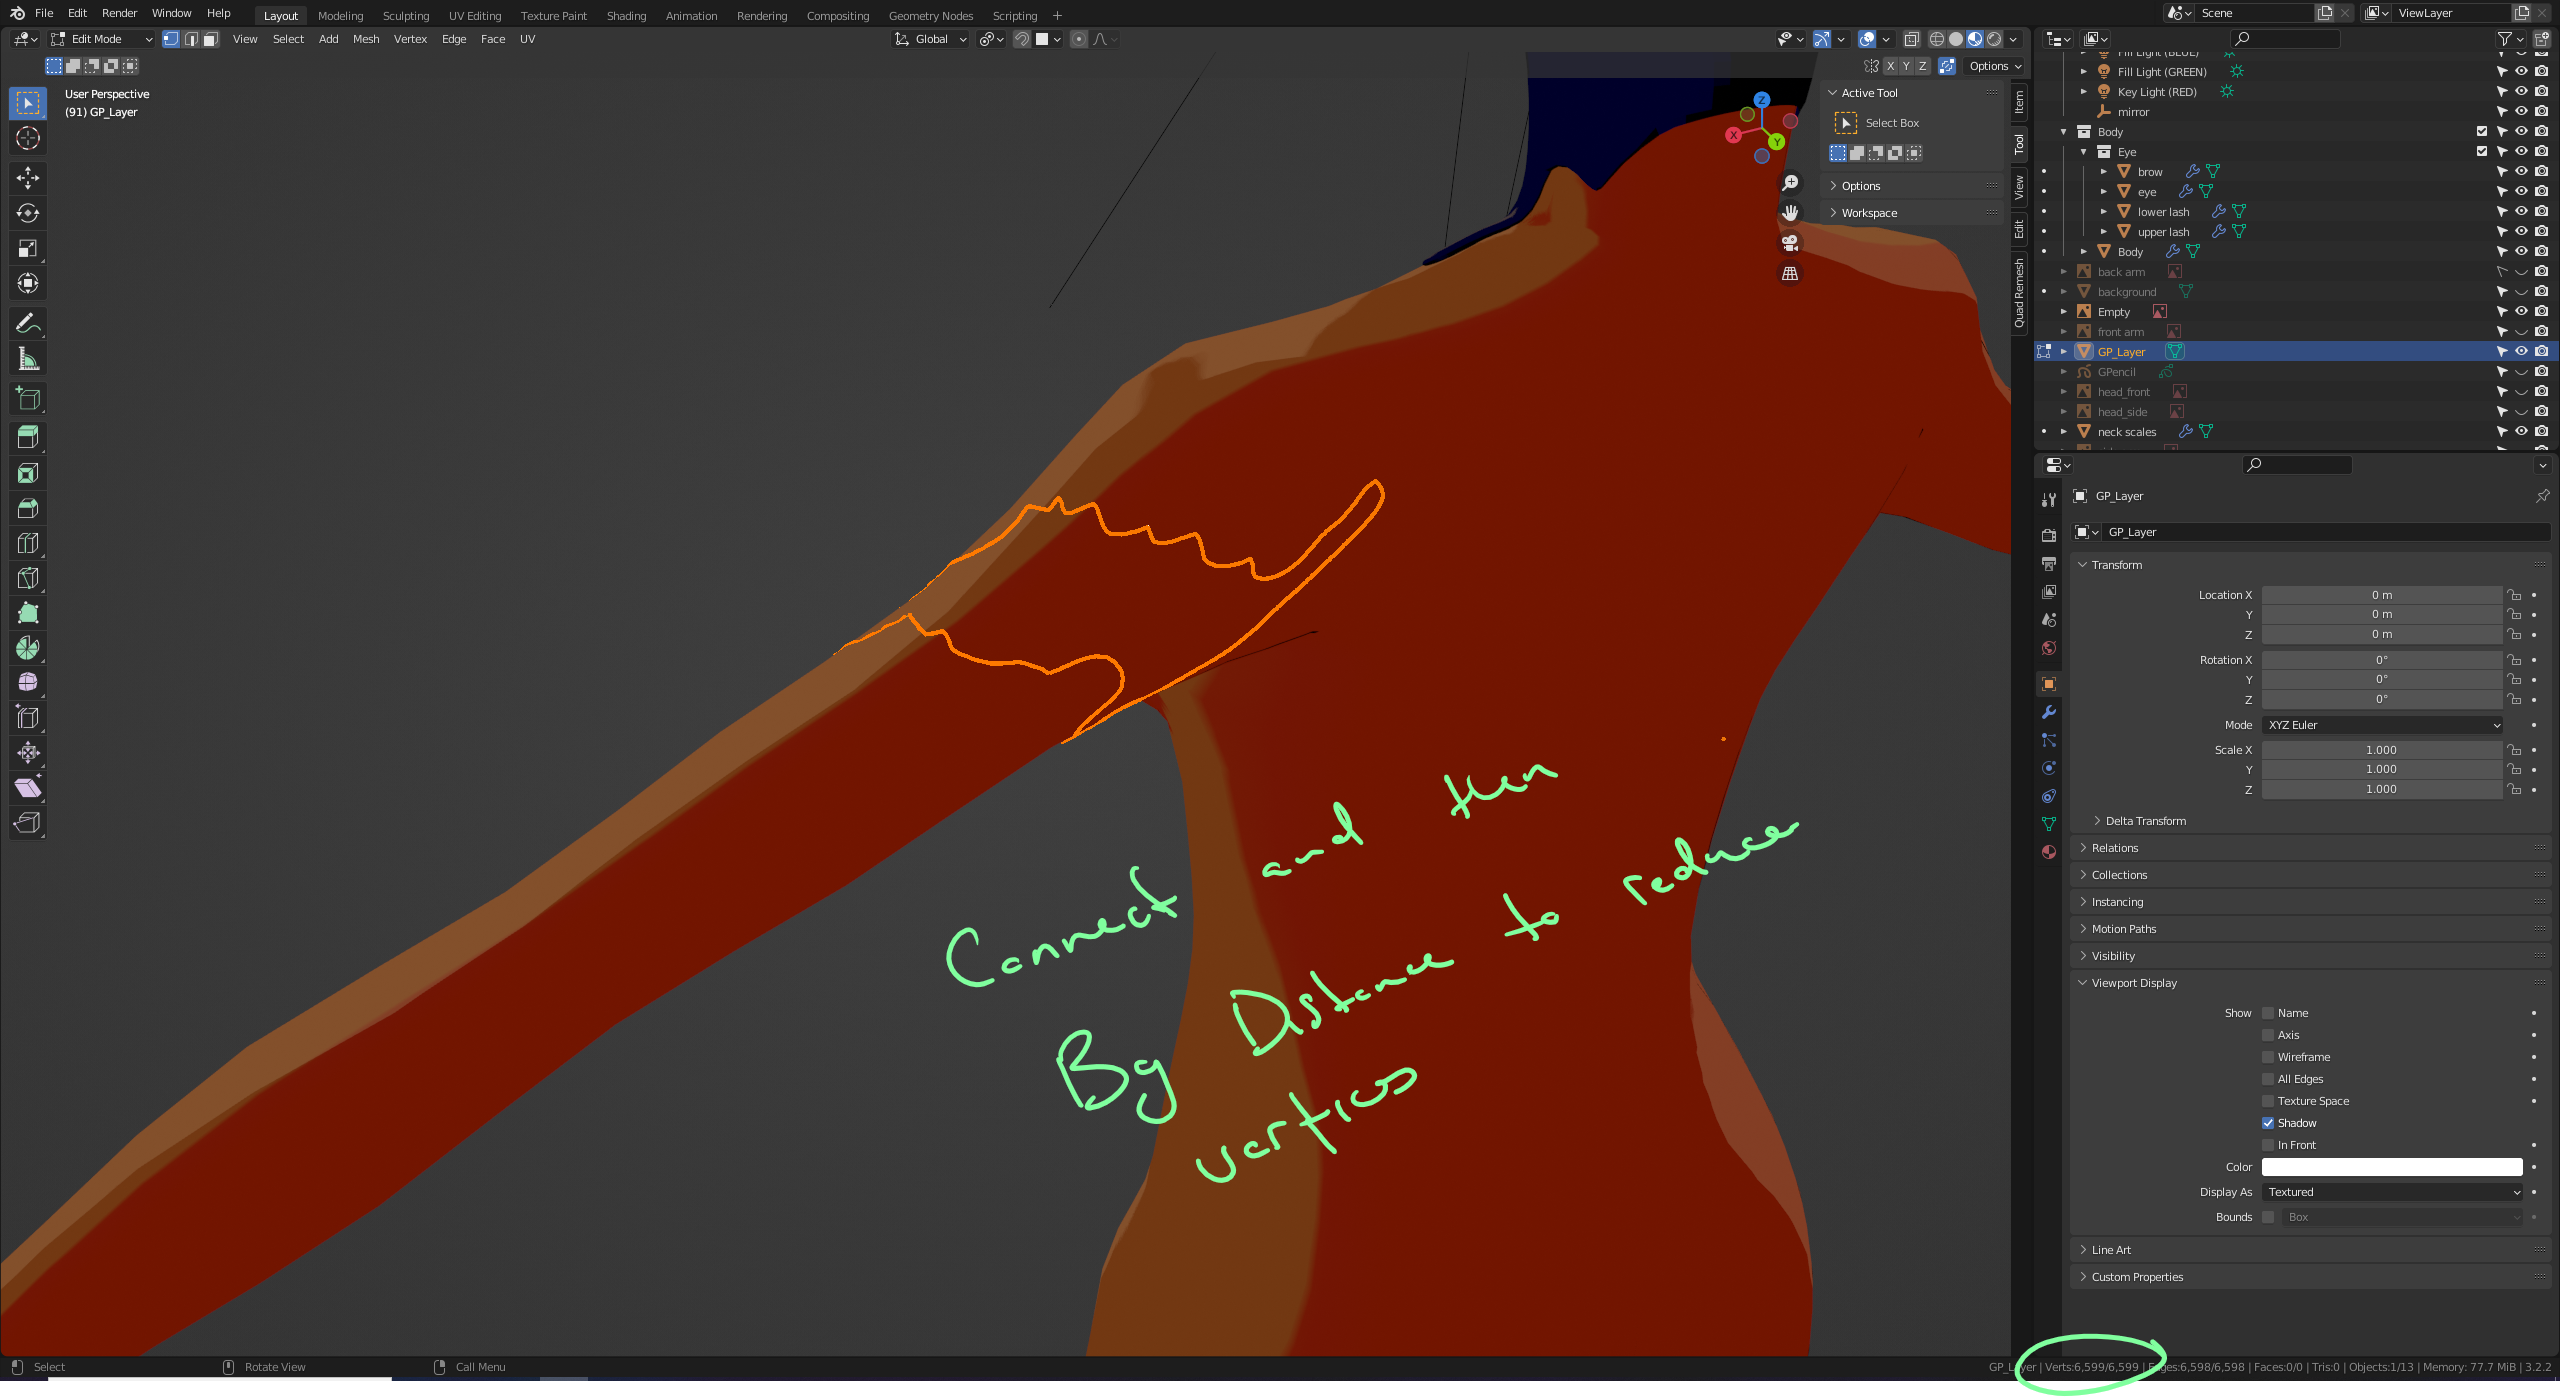 File Edit Render Window Help Layout Modeling Sculpting UV Editing Texture Paint Shading Animation Rendering Compositing Geometry Nodes Scripting + Scene ViewLayer
Edit Mode View Select Add Mesh Vertex Edge Face UV Global
X Y Z Options
User Perspective
(91) GP_Layer
Active Tool
Select Box
Options
Workspace
Item
Tool
View
Edit
Quad Remesh
Z
X
Y
Connect and then
By Distance to reduce
vertices
Fill Light (BLUE)
Fill Light (GREEN)
Key Light (RED)
mirror
Body
Eye
brow
eye
lower lash
upper lash
Body
back arm
background
Empty
front arm
GP_Layer
GPencil
head_front
head_side
neck scales
GP_Layer
GP_Layer
Transform
Location X 0 m
Y 0 m
Z 0 m
Rotation X 0°
Y 0°
Z 0°
Mode XYZ Euler
Scale X 1.000
Y 1.000
Z 1.000
Delta Transform
Relations
Collections
Instancing
Motion Paths
Visibility
Viewport Display
Show Name
Axis
Wireframe
All Edges
Texture Space
Shadow
In Front
Color
Display As Textured
Bounds Box
Line Art
Custom Properties
Select Rotate View Call Menu GP_Layer | Verts:6,599/6,599 | Edges:6,598/6,598 | Faces:0/0 | Tris:0 | Objects:1/13 | Memory: 77.7 MiB | 3.2.2